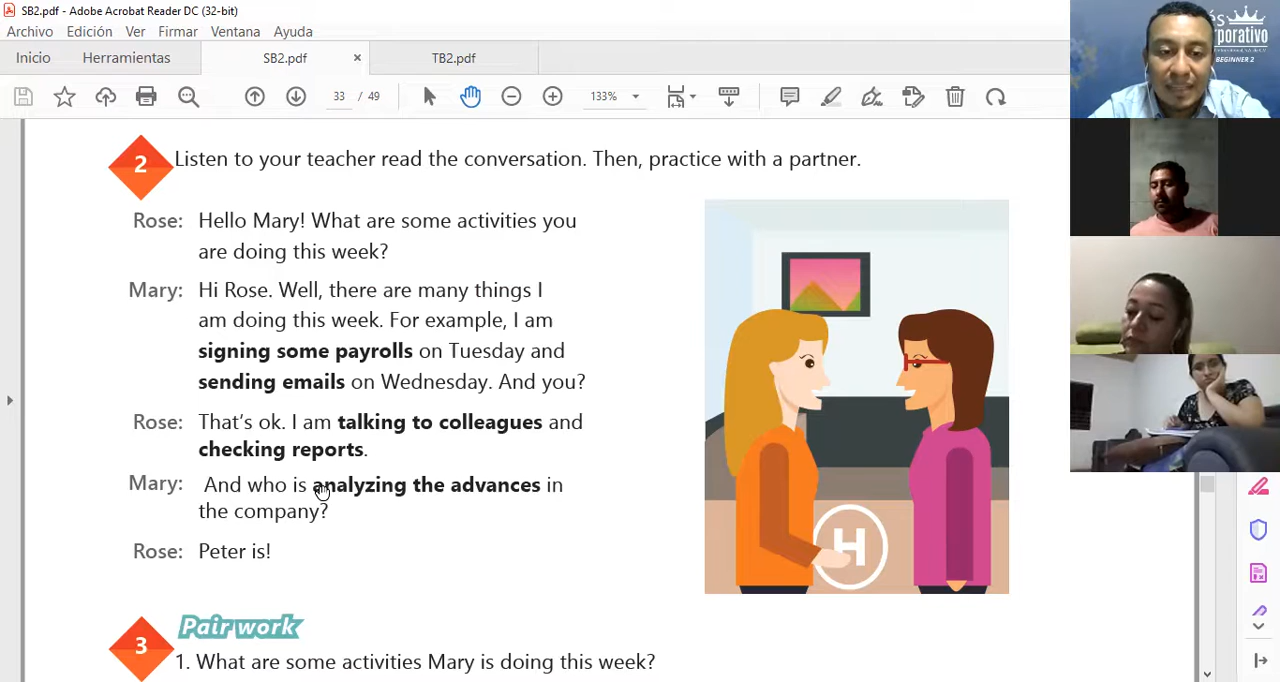 SB2.pdf - Adobe Acrobat Reader DC (32-bit)
Archivo Edición Ver Firmar Ventana Ayuda
Inicio Herramientas SB2.pdf × TB2.pdf
33 / 49 133%
2 Listen to your teacher read the conversation. Then, practice with a partner.
Rose: Hello Mary! What are some activities you
are doing this week?
Mary: Hi Rose. Well, there are many things I
am doing this week. For example, I am
signing some payrolls on Tuesday and
sending emails on Wednesday. And you?
Rose: That's ok. I am talking to colleagues and
checking reports.
Mary: And who is analyzing the advances in
the company?
Rose: Peter is!
H
3 Pair work
1. What are some activities Mary is doing this week?
BEGINNER 2